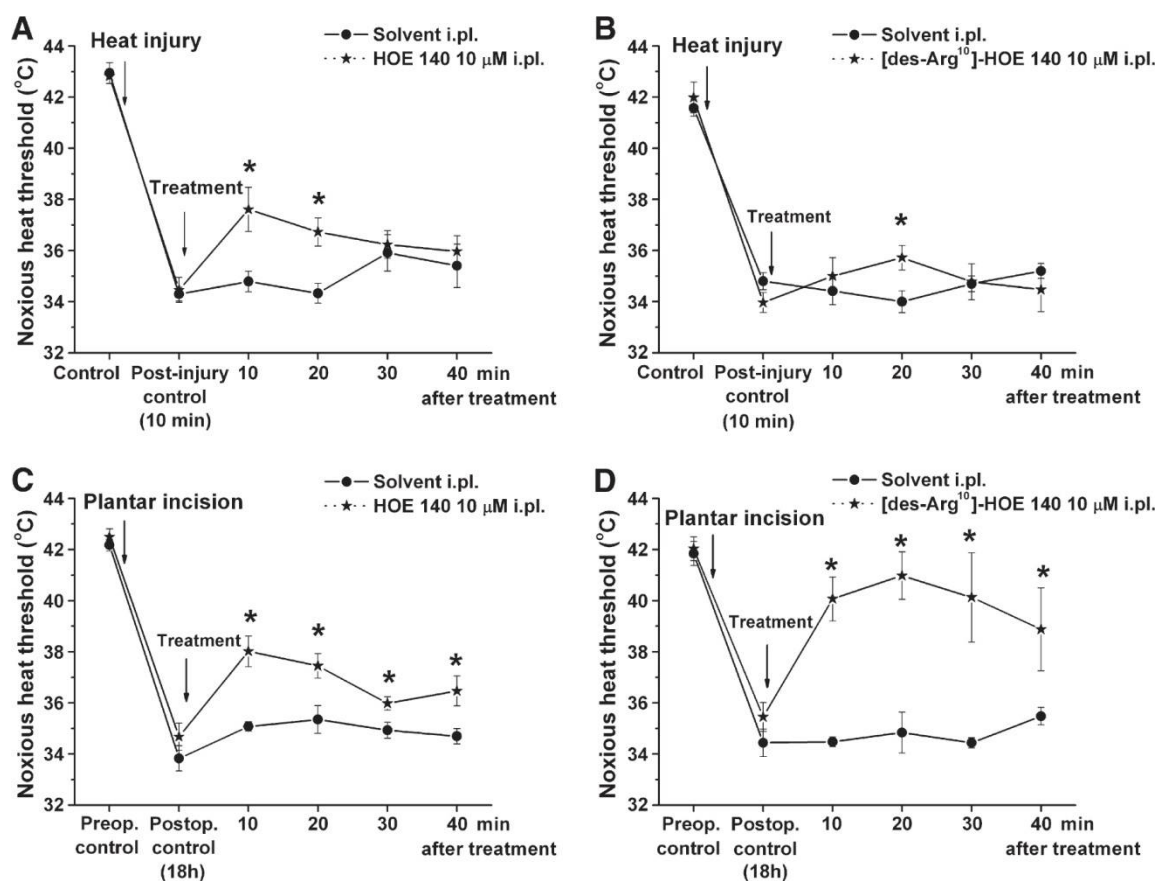 A
Heat injury
Solvent i.pl.
HOE 140 10 μM i.pl.
Noxious heat threshold (°C)
44
42
40
38
36
34
32
Treatment
*
*
Control
Post-injury
control
(10 min)
10
20
30
40 min
after treatment
B
Heat injury
Solvent i.pl.
[des-Arg¹⁰]-HOE 140 10 μM i.pl.
Noxious heat threshold (°C)
44
42
40
38
36
34
32
Treatment
*
Control
Post-injury
control
(10 min)
10
20
30
40 min
after treatment
C
Plantar incision
Solvent i.pl.
HOE 140 10 μM i.pl.
Noxious heat threshold (°C)
44
42
40
38
36
34
32
Treatment
*
*
*
*
Preop.
control
Postop.
control
(18h)
10
20
30
40 min
after treatment
D
Plantar incision
Solvent i.pl.
[des-Arg¹⁰]-HOE 140 10 μM i.pl.
Noxious heat threshold (°C)
44
42
40
38
36
34
32
Treatment
*
*
*
*
Preop.
control
Postop.
control
(18h)
10
20
30
40 min
after treatment